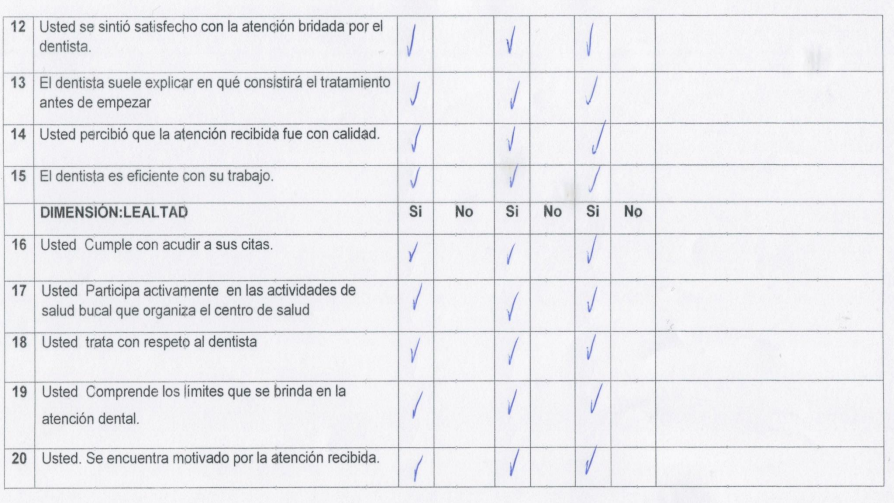 12 Usted se sintió satisfecho con la atención bridada por el
dentista. ✓ ✓ ✓
13 El dentista suele explicar en qué consistirá el tratamiento
antes de empezar ✓ ✓ ✓
14 Usted percibió que la atención recibida fue con calidad. ✓ ✓ ✓
15 El dentista es eficiente con su trabajo. ✓ ✓ ✓
DIMENSIÓN:LEALTAD Si No Si No Si No
16 Usted Cumple con acudir a sus citas. ✓ ✓ ✓
17 Usted Participa activamente en las actividades de
salud bucal que organiza el centro de salud ✓ ✓ ✓
18 Usted trata con respeto al dentista ✓ ✓ ✓
19 Usted Comprende los límites que se brinda en la
atención dental. ✓ ✓ ✓
20 Usted. Se encuentra motivado por la atención recibida. ✓ ✓ ✓